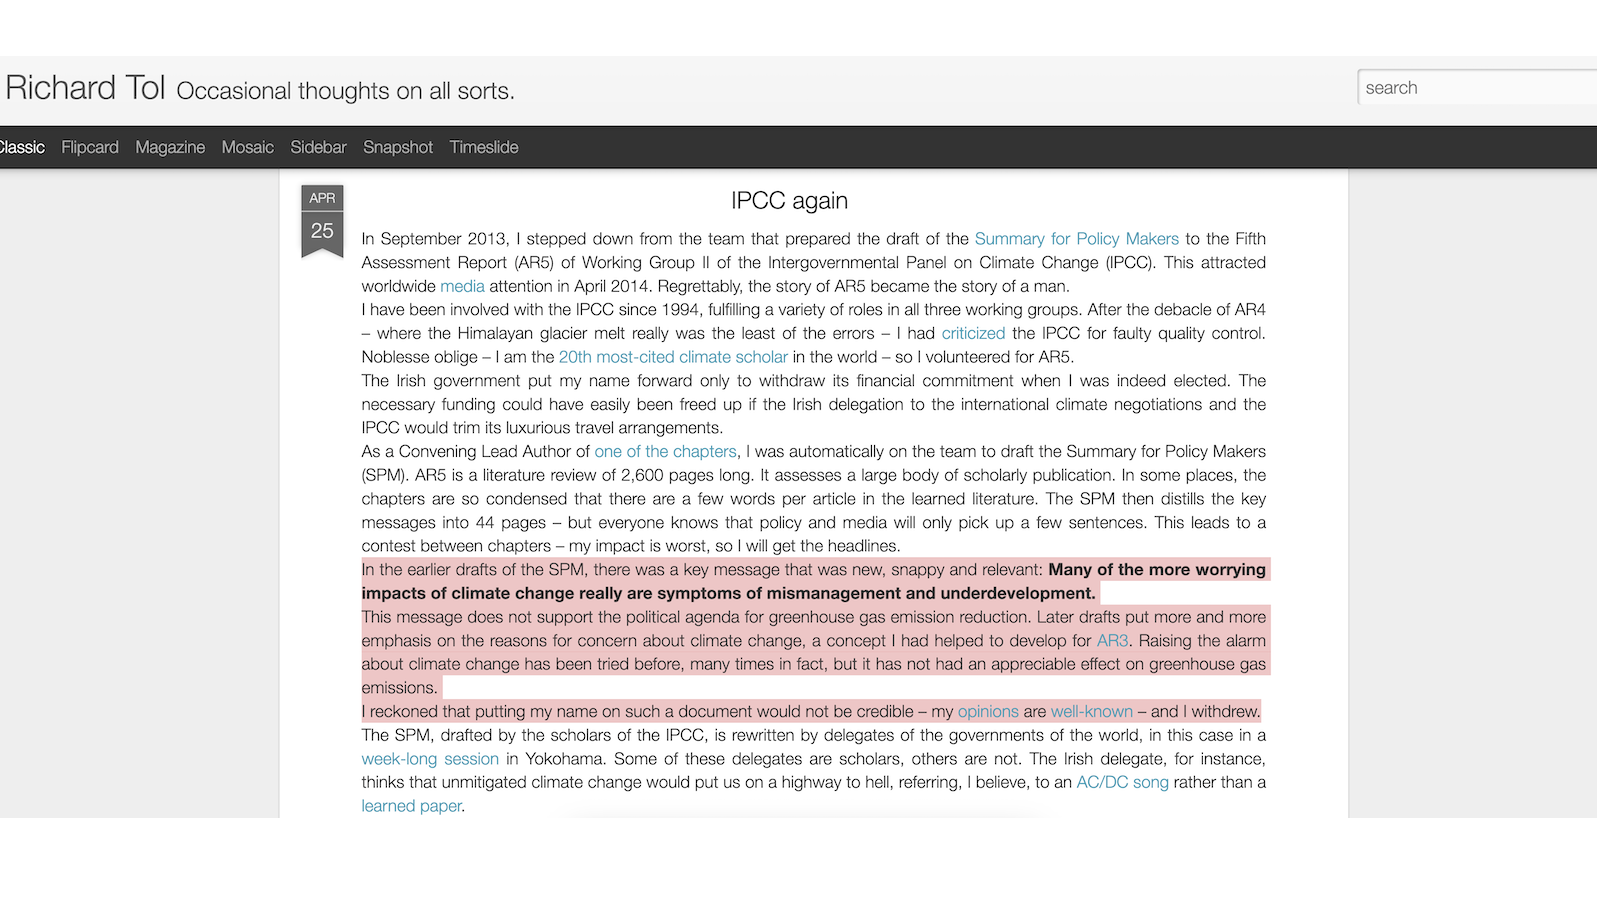 Richard Tol Occasional thoughts on all sorts.
search
Classic Flipcard Magazine Mosaic Sidebar Snapshot Timeslide
APR
25
IPCC again
In September 2013, I stepped down from the team that prepared the draft of the Summary for Policy Makers to the Fifth
Assessment Report (AR5) of Working Group II of the Intergovernmental Panel on Climate Change (IPCC). This attracted
worldwide media attention in April 2014. Regrettably, the story of AR5 became the story of a man.
I have been involved with the IPCC since 1994, fulfilling a variety of roles in all three working groups. After the debacle of AR4
– where the Himalayan glacier melt really was the least of the errors – I had criticized the IPCC for faulty quality control.
Noblesse oblige – I am the 20th most-cited climate scholar in the world – so I volunteered for AR5.
The Irish government put my name forward only to withdraw its financial commitment when I was indeed elected. The
necessary funding could have easily been freed up if the Irish delegation to the international climate negotiations and the
IPCC would trim its luxurious travel arrangements.
As a Convening Lead Author of one of the chapters, I was automatically on the team to draft the Summary for Policy Makers
(SPM). AR5 is a literature review of 2,600 pages long. It assesses a large body of scholarly publication. In some places, the
chapters are so condensed that there are a few words per article in the learned literature. The SPM then distills the key
messages into 44 pages – but everyone knows that policy and media will only pick up a few sentences. This leads to a
contest between chapters – my impact is worst, so I will get the headlines.
In the earlier drafts of the SPM, there was a key message that was new, snappy and relevant: Many of the more worrying
impacts of climate change really are symptoms of mismanagement and underdevelopment.
This message does not support the political agenda for greenhouse gas emission reduction. Later drafts put more and more
emphasis on the reasons for concern about climate change, a concept I had helped to develop for AR3. Raising the alarm
about climate change has been tried before, many times in fact, but it has not had an appreciable effect on greenhouse gas
emissions.
I reckoned that putting my name on such a document would not be credible – my opinions are well-known – and I withdrew.
The SPM, drafted by the scholars of the IPCC, is rewritten by delegates of the governments of the world, in this case in a
week-long session in Yokohama. Some of these delegates are scholars, others are not. The Irish delegate, for instance,
thinks that unmitigated climate change would put us on a highway to hell, referring, I believe, to an AC/DC song rather than a
learned paper.